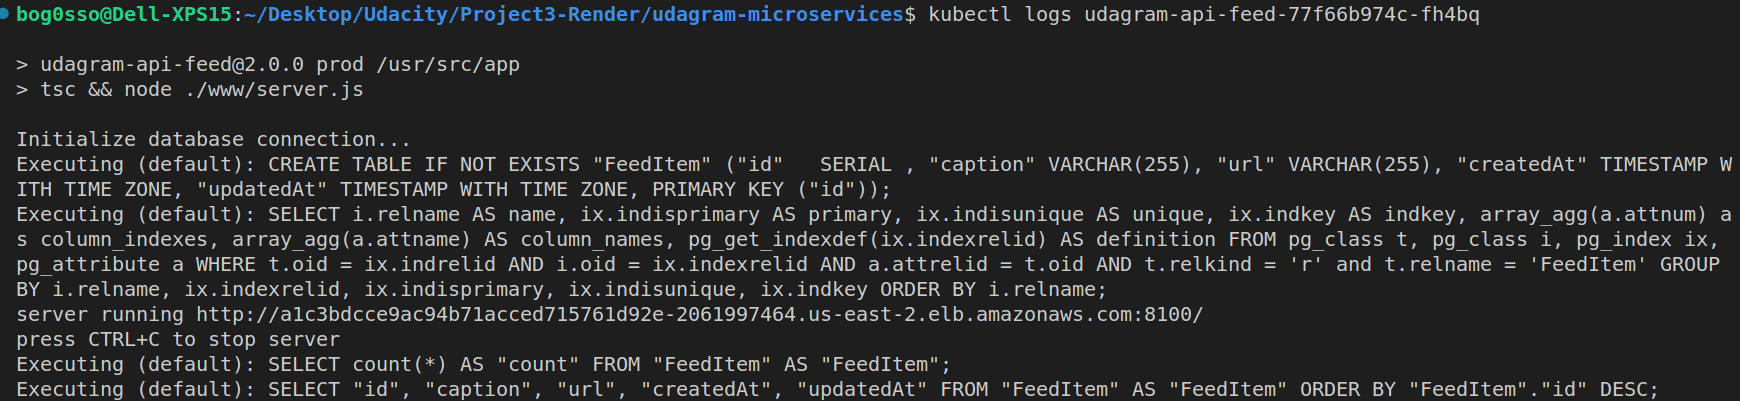 bog0sso@Dell-XPS15:~/Desktop/Udacity/Project3-Render/udagram-microservices$ kubectl logs udagram-api-feed-77f66b974c-fh4bq
> udagram-api-feed@2.0.0 prod /usr/src/app
> tsc && node ./www/server.js
Initialize database connection...
Executing (default): CREATE TABLE IF NOT EXISTS "FeedItem" ("id"   SERIAL , "caption" VARCHAR(255), "url" VARCHAR(255), "createdAt" TIMESTAMP W
ITH TIME ZONE, "updatedAt" TIMESTAMP WITH TIME ZONE, PRIMARY KEY ("id"));
Executing (default): SELECT i.relname AS name, ix.indisprimary AS primary, ix.indisunique AS unique, ix.indkey AS indkey, array_agg(a.attnum) a
s column_indexes, array_agg(a.attname) AS column_names, pg_get_indexdef(ix.indexrelid) AS definition FROM pg_class t, pg_class i, pg_index ix,
pg_attribute a WHERE t.oid = ix.indrelid AND i.oid = ix.indexrelid AND a.attrelid = t.oid AND t.relkind = 'r' and t.relname = 'FeedItem' GROUP
BY i.relname, ix.indexrelid, ix.indisprimary, ix.indisunique, ix.indkey ORDER BY i.relname;
server running http://a1c3bdcce9ac94b71acced715761d92e-2061997464.us-east-2.elb.amazonaws.com:8100/
press CTRL+C to stop server
Executing (default): SELECT count(*) AS "count" FROM "FeedItem" AS "FeedItem";
Executing (default): SELECT "id", "caption", "url", "createdAt", "updatedAt" FROM "FeedItem" AS "FeedItem" ORDER BY "FeedItem"."id" DESC;